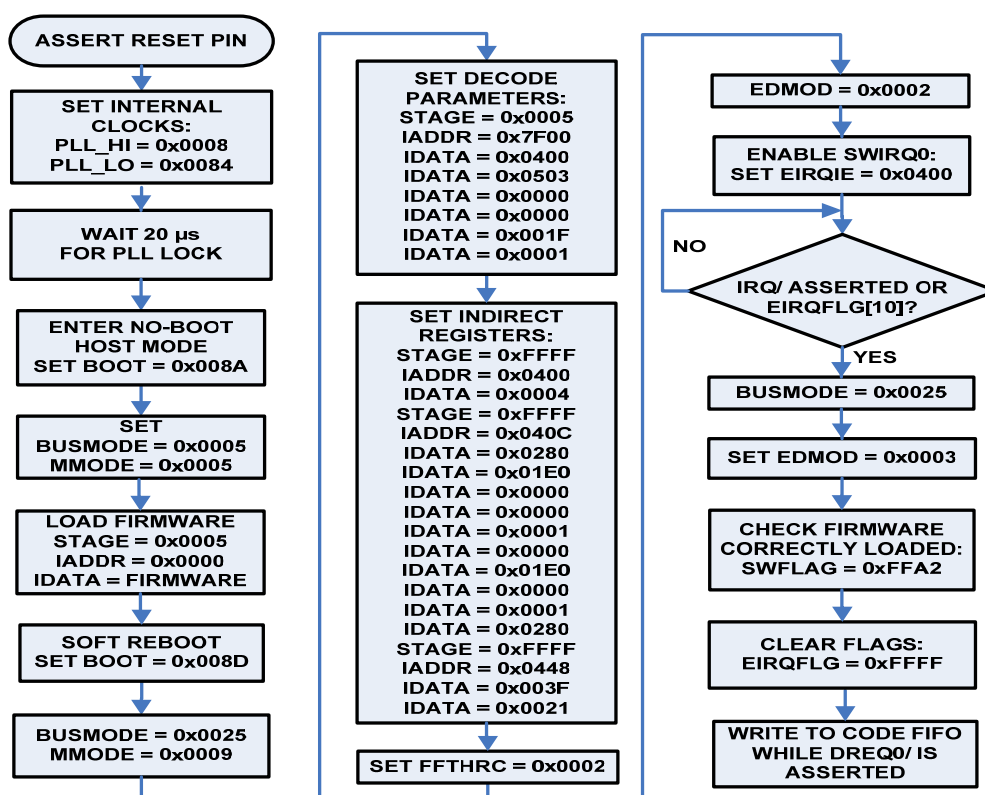 ASSERT RESET PIN
SET INTERNAL
CLOCKS:
PLL_HI = 0x0008
PLL_LO = 0x0084
WAIT 20 µs
FOR PLL LOCK
ENTER NO-BOOT
HOST MODE
SET BOOT = 0x008A
SET
BUSMODE = 0x0005
MMODE = 0x0005
LOAD FIRMWARE
STAGE = 0x0005
IADDR = 0x0000
IDATA = FIRMWARE
SOFT REBOOT
SET BOOT = 0x008D
BUSMODE = 0x0025
MMODE = 0x0009
SET DECODE
PARAMETERS:
STAGE = 0x0005
IADDR = 0x7F00
IDATA = 0x0400
IDATA = 0x0503
IDATA = 0x0000
IDATA = 0x0000
IDATA = 0x001F
IDATA = 0x0001
SET INDIRECT
REGISTERS:
STAGE = 0xFFFF
IADDR = 0x0400
IDATA = 0x0004
STAGE = 0xFFFF
IADDR = 0x040C
IDATA = 0x0280
IDATA = 0x01E0
IDATA = 0x0000
IDATA = 0x0000
IDATA = 0x0001
IDATA = 0x0000
IDATA = 0x01E0
IDATA = 0x0000
IDATA = 0x0001
IDATA = 0x0280
STAGE = 0xFFFF
IADDR = 0x0448
IDATA = 0x003F
IDATA = 0x0021
SET FFTHRC = 0x0002
EDMOD = 0x0002
ENABLE SWIRQ0:
SET EIRQIE = 0x0400
NO
IRQ/ ASSERTED OR
EIRQFLG[10]?
YES
BUSMODE = 0x0025
SET EDMOD = 0x0003
CHECK FIRMWARE
CORRECTLY LOADED:
SWFLAG = 0xFFA2
CLEAR FLAGS:
EIRQFLG = 0xFFFF
WRITE TO CODE FIFO
WHILE DREQ0/ IS
ASSERTED